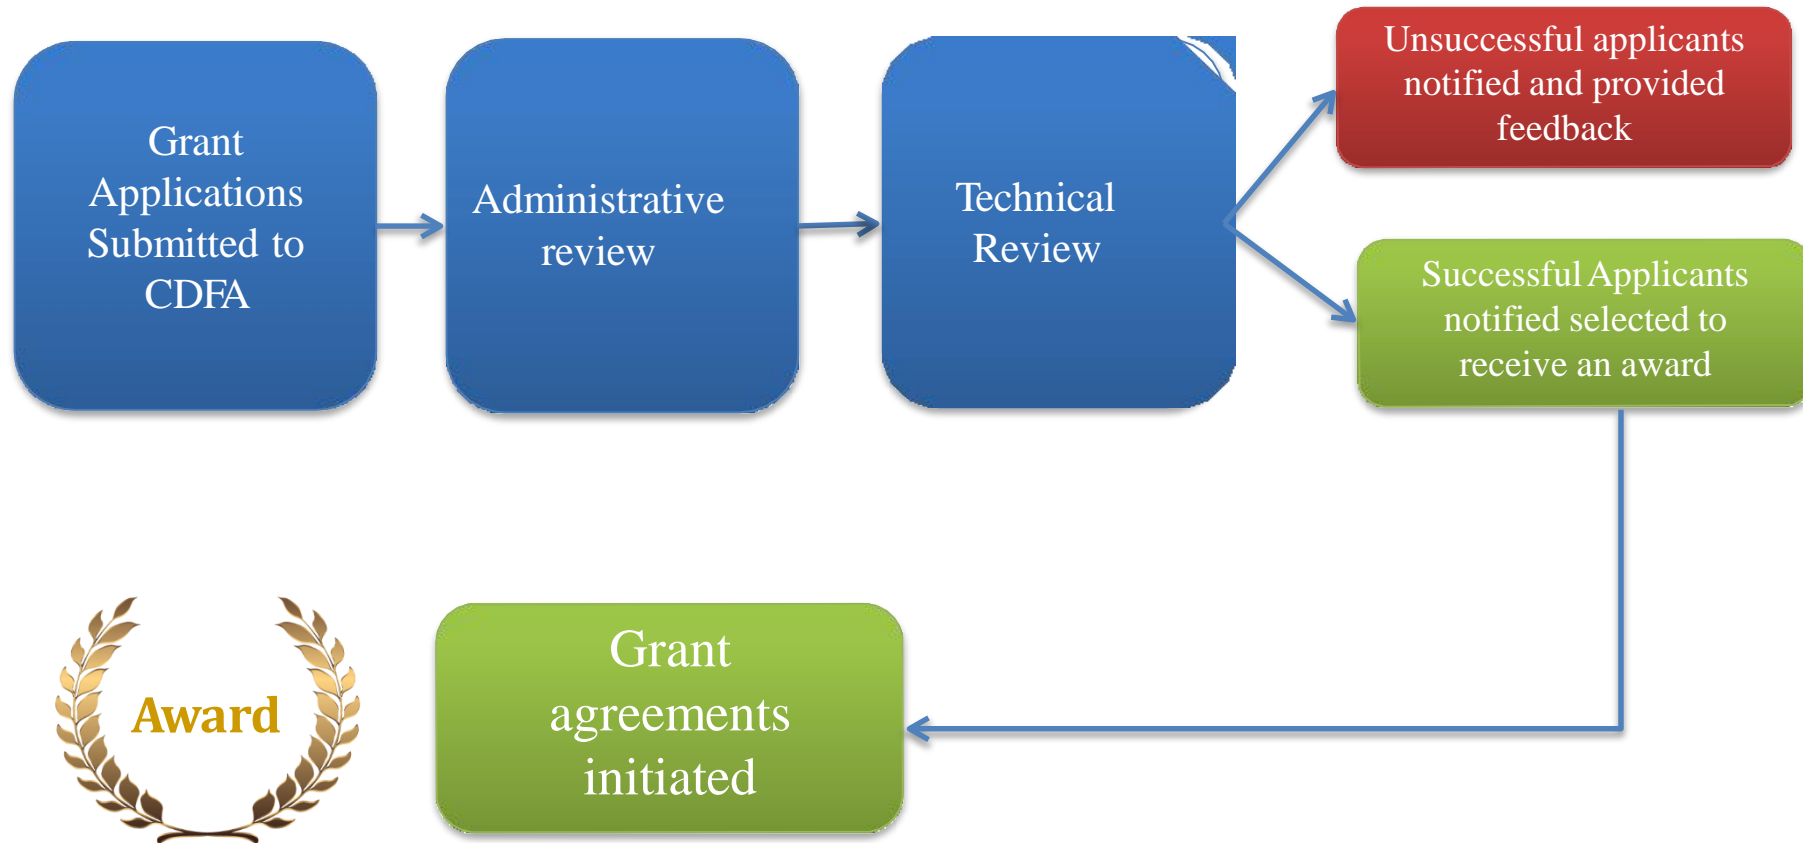 Grant
Applications
Submitted to
CDFA
Administrative
review
Technical
Review
Unsuccessful applicants
notified and provided
feedback
Successful Applicants
notified selected to
receive an award
Award
Grant
agreements
initiated